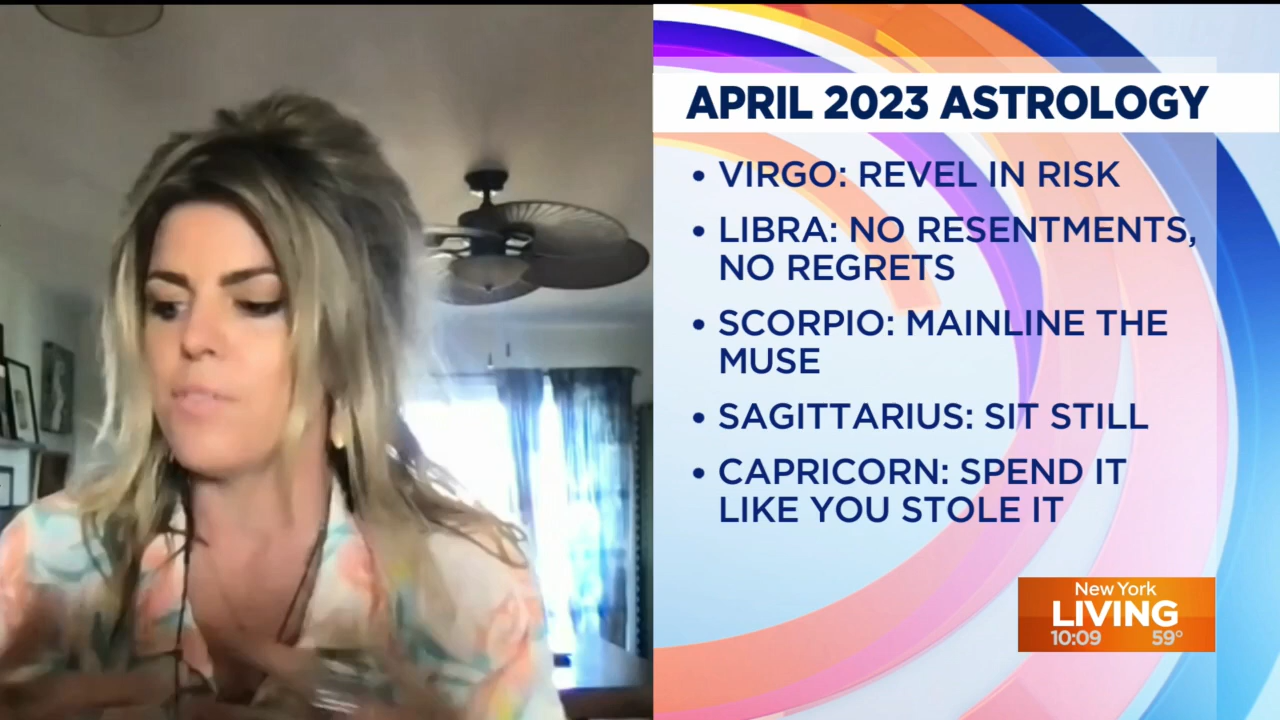 APRIL 2023 ASTROLOGY
• VIRGO: REVEL IN RISK
• LIBRA: NO RESENTMENTS,
NO REGRETS
• SCORPIO: MAINLINE THE
MUSE
• SAGITTARIUS: SIT STILL
• CAPRICORN: SPEND IT
LIKE YOU STOLE IT
New York
LIVING
10:09 59°